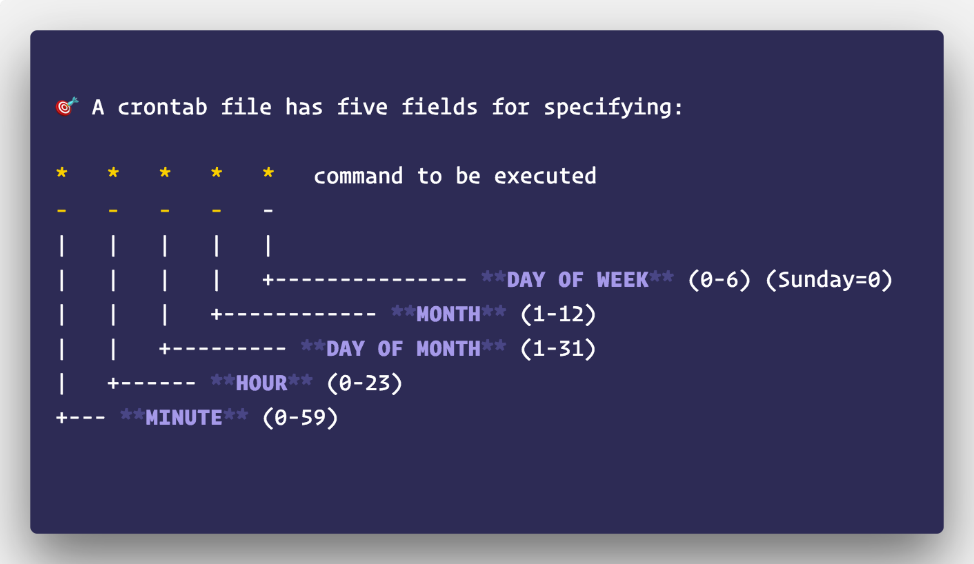 🎯 A crontab file has five fields for specifying:
*   *   *   *   *   command to be executed
-   -   -   -   -
|   |   |   |   |
|   |   |   |   +--------------- **DAY OF WEEK** (0-6) (Sunday=0)
|   |   |   +------------ **MONTH** (1-12)
|   |   +--------- **DAY OF MONTH** (1-31)
|   +------ **HOUR** (0-23)
+--- **MINUTE** (0-59)